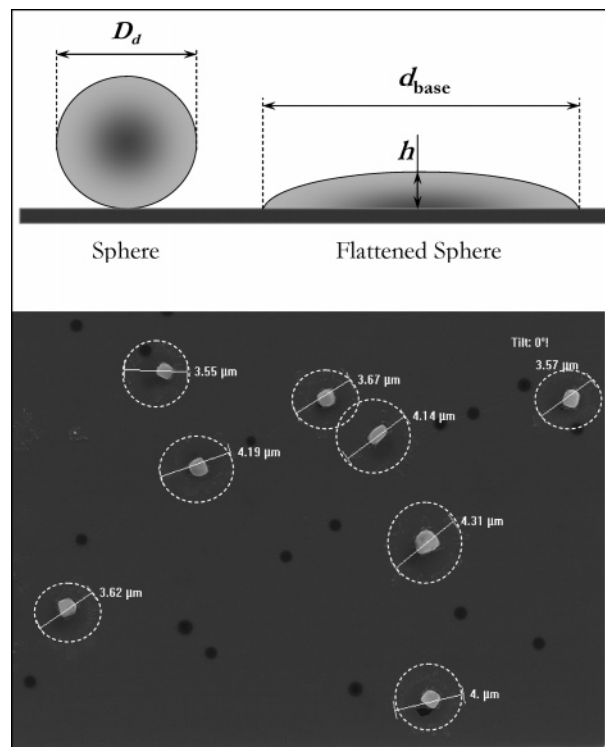 D_d
d_base
h
Sphere
Flattened Sphere
Tilt: 0°!
3.55 µm
3.67 µm
3.57 µm
4.14 µm
4.19 µm
4.31 µm
3.62 µm
4. µm